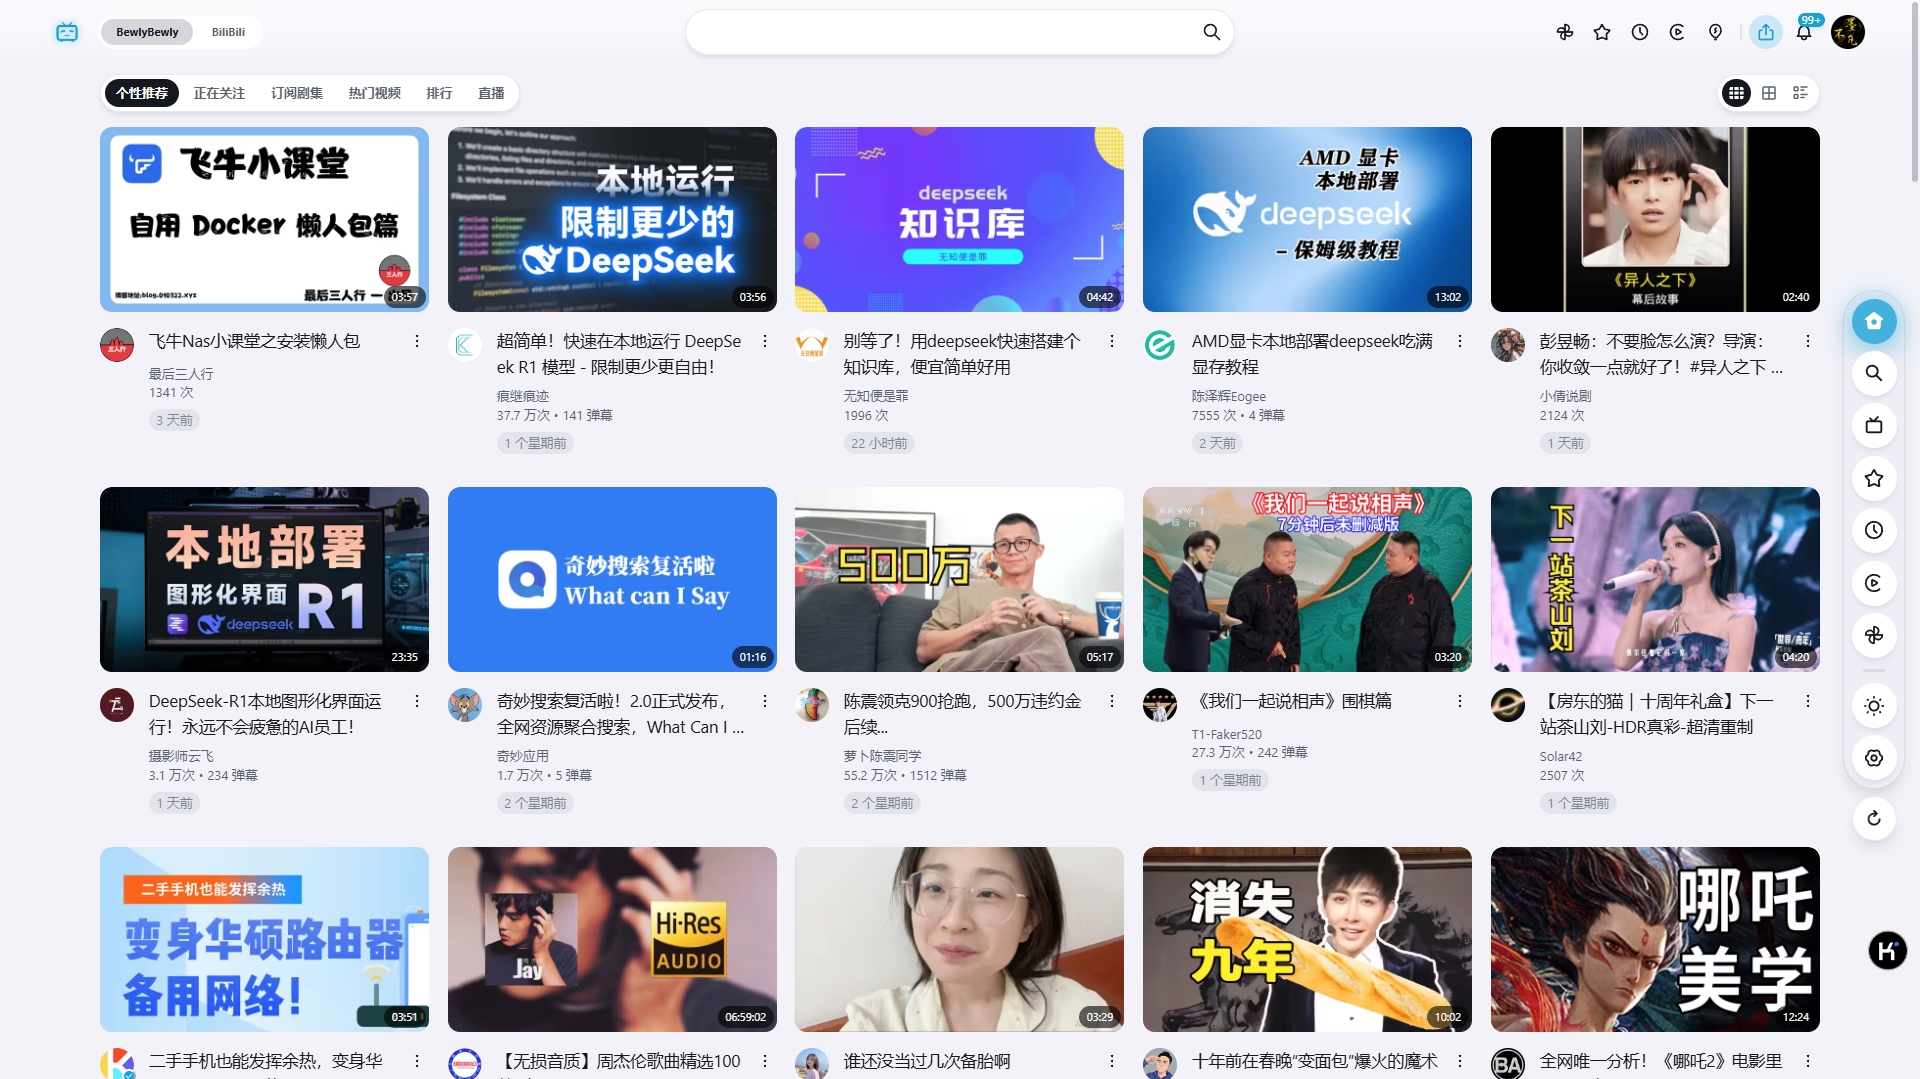 BewlyBewly
BiliBili
99+
个性推荐
正在关注
订阅剧集
热门视频
排行
直播
飞牛小课堂
自用 Docker 懒人包篇
三人行
博客地址:blog.010322.xyz
最后三人行 一
03:57
飞牛Nas小课堂之安装懒人包
最后三人行
1341 次
3 天前
本地运行
限制更少的
DeepSeek
03:56
超简单！快速在本地运行 DeepSe
ek R1 模型 - 限制更少更自由！
痕继痕迹
37.7 万次 • 141 弹幕
1 个星期前
deepseek
知识库
无知便是罪
04:42
别等了！用deepseek快速搭建个
知识库，便宜简单好用
无知便是罪
1996 次
22 小时前
AMD 显卡
本地部署
deepseek
– 保姆级教程
13:02
AMD显卡本地部署deepseek吃满
显存教程
陈泽辉Eogee
7555 次 • 4 弹幕
2 天前
《异人之下》
幕后故事
02:40
彭昱畅：不要脸怎么演？导演：
你收敛一点就好了！#异人之下 ...
小倩说剧
2124 次
1 天前
本地部署
图形化界面 R1
deepseek
23:35
DeepSeek-R1本地图形化界面运
行！永远不会疲惫的AI员工！
摄影师云飞
3.1 万次 • 234 弹幕
1 天前
奇妙搜索复活啦
What can I Say
01:16
奇妙搜索复活啦！2.0正式发布，
全网资源聚合搜索，What Can I ...
奇妙应用
1.7 万次 • 5 弹幕
2 个星期前
500万
05:17
陈震领克900抢跑，500万违约金
后续...
萝卜陈震同学
55.2 万次 • 1512 弹幕
2 个星期前
《我们一起说相声》
7分钟后未删减版
03:20
《我们一起说相声》围棋篇
T1-Faker520
27.3 万次 • 242 弹幕
1 个星期前
下一站茶山刘
04:20
【房东的猫 | 十周年礼盒】下一
站茶山刘-HDR真彩-超清重制
Solar42
2507 次
1 个星期前
二手手机也能发挥余热
变身华硕路由器
备用网络！
03:51
二手手机也能发挥余热，变身华
Jay
Hi-Res
AUDIO
06:59:02
【无损音质】周杰伦歌曲精选100
03:29
谁还没当过几次备胎啊
消失
九年
10:02
十年前在春晚“变面包”爆火的魔术
哪吒
美学
12:24
BA
全网唯一分析！《哪吒2》电影里